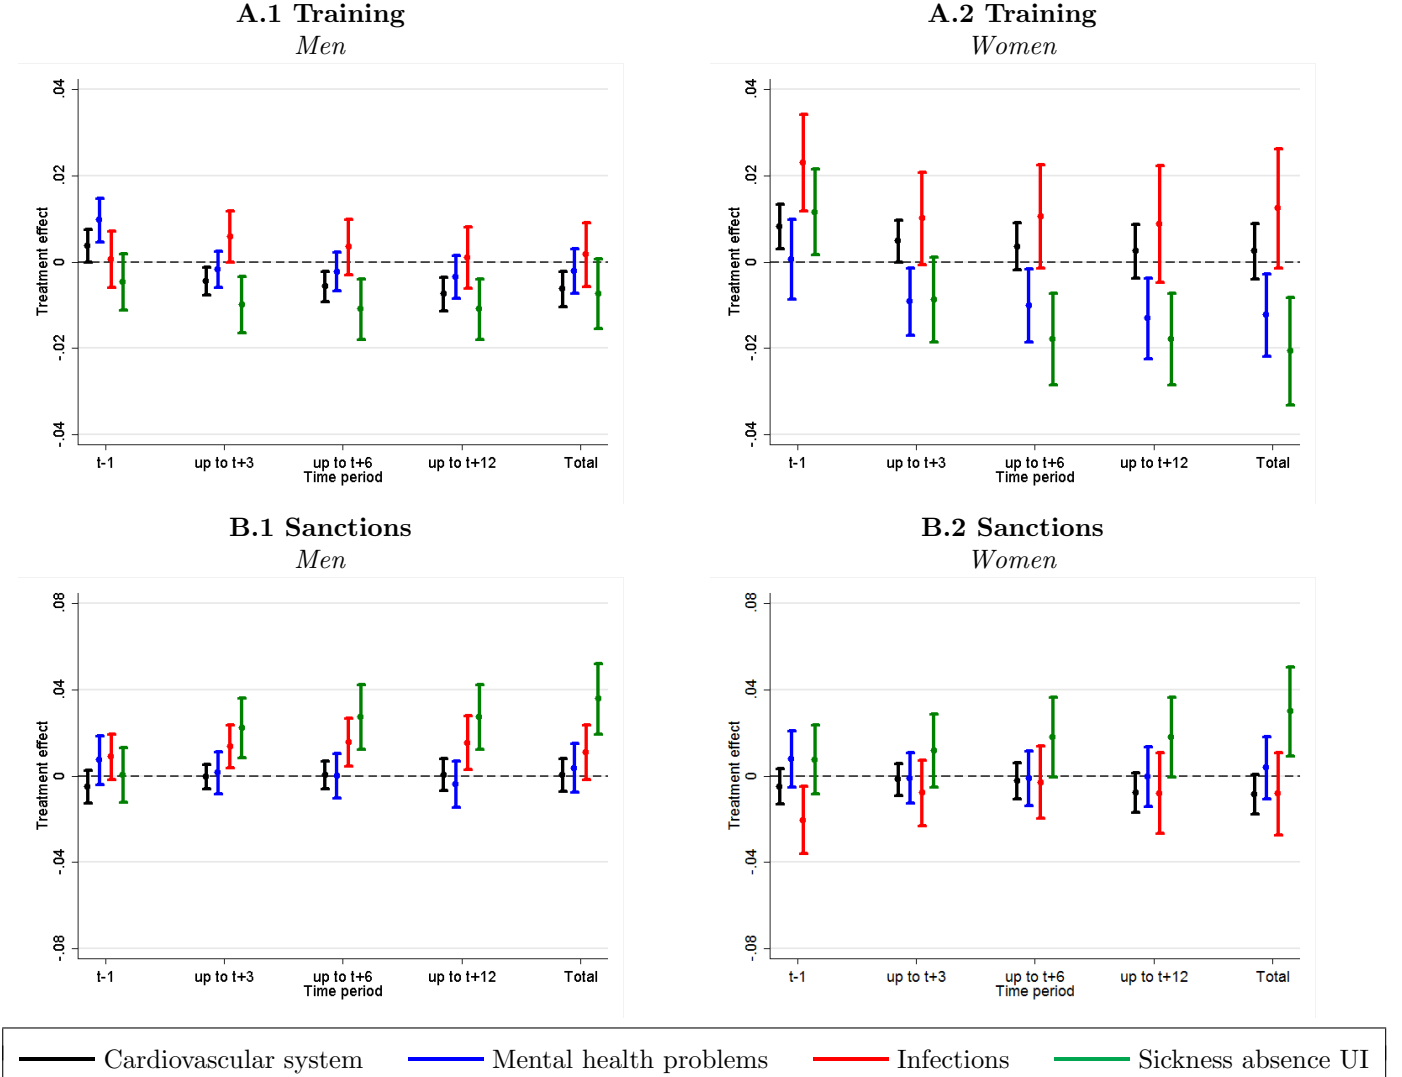 A.1 Training
Men
.04
.02
0
-.02
-.04
Treatment effect
t-1
up to t+3
up to t+6
up to t+12
Total
Time period
A.2 Training
Women
.04
.02
0
-.02
-.04
Treatment effect
t-1
up to t+3
up to t+6
up to t+12
Total
Time period
B.1 Sanctions
Men
.08
.04
0
-.04
-.08
Treatment effect
t-1
up to t+3
up to t+6
up to t+12
Total
Time period
B.2 Sanctions
Women
.08
.04
0
-.04
-.08
Treatment effect
t-1
up to t+3
up to t+6
up to t+12
Total
Time period
Cardiovascular system
Mental health problems
Infections
Sickness absence UI